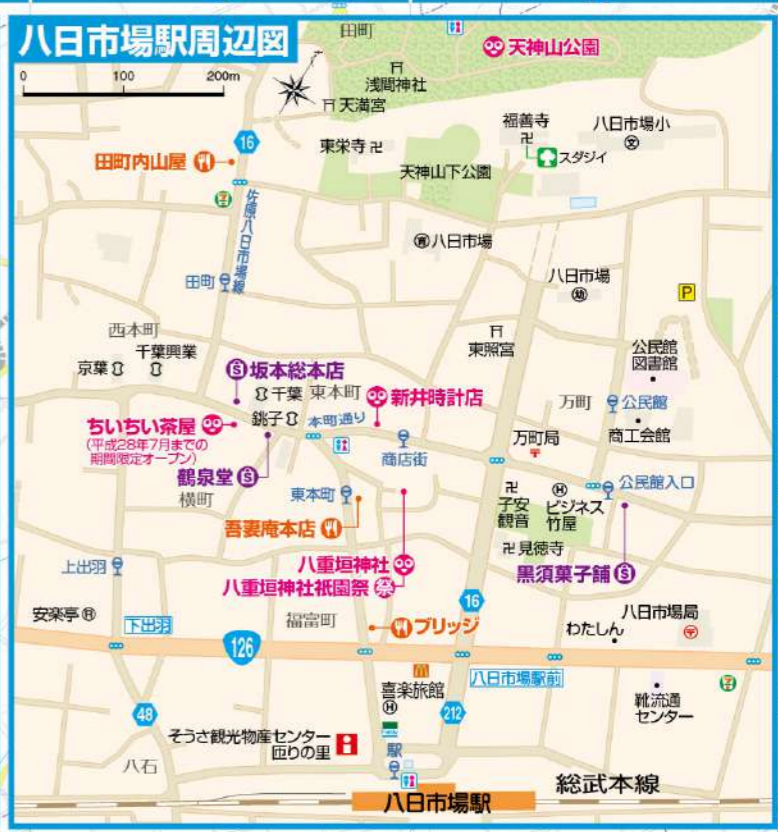 八日市場駅周辺図
0 100 200m
田町
天神山公園
浅間神社
天満宮
福善寺
八日市場小
文
スダジイ
東栄寺
天神山下公園
16
田町内山屋
佐原八日市場線
八日市場
八日市場
幼
田町
P
西本町
千葉興業
京葉
東照宮
公民館
図書館
坂本総本店
千葉
東本町
新井時計店
万町
公民館
ちいちい茶屋
(平成28年7月までの
期間限定オープン)
銚子
本町通り
商店街
万町局
商工会館
鶴泉堂
横町
東本町
公民館入口
子安
観音
H
ビジネス
竹屋
吾妻庵本店
見徳寺
黒須菓子舗
上出羽
八重垣神社
八重垣神社祇園祭
祭
16
安楽亭
下出羽
福富町
ブリッジ
わたしん
八日市場局
126
八日市場駅前
喜楽旅館
H
靴流通
センター
48
212
そうさ観光物産センター
匝りの里
八石
駅
八日市場駅
総武本線